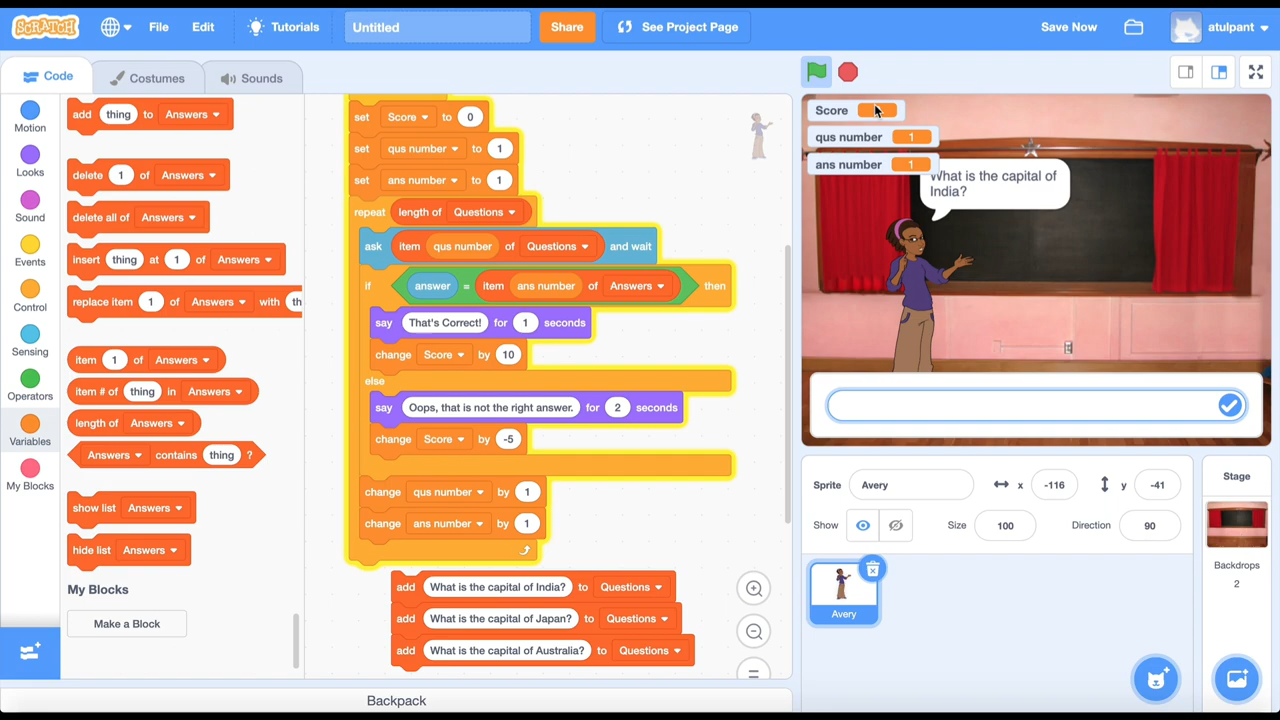 SCRATCH File Edit Tutorials Untitled Share See Project Page Save Now atulpant
Code Costumes Sounds
Motion
Looks
Sound
Events
Control
Sensing
Operators
Variables
My Blocks
add thing to Answers
delete 1 of Answers
delete all of Answers
insert thing at 1 of Answers
replace item 1 of Answers with th
item 1 of Answers
item # of thing in Answers
length of Answers
Answers contains thing ?
show list Answers
hide list Answers
My Blocks
Make a Block
set Score to 0
set qus number to 1
set ans number to 1
repeat length of Questions
ask item qus number of Questions and wait
if answer = item ans number of Answers then
say That's Correct! for 1 seconds
change Score by 10
else
say Oops, that is not the right answer. for 2 seconds
change Score by -5
change qus number by 1
change ans number by 1
add What is the capital of India? to Questions
add What is the capital of Japan? to Questions
add What is the capital of Australia? to Questions
Backpack
Score
qus number 1
ans number 1
What is the capital of
India?
Sprite Avery x -116 y -41
Show Size 100 Direction 90
Avery
Stage
Backdrops
2